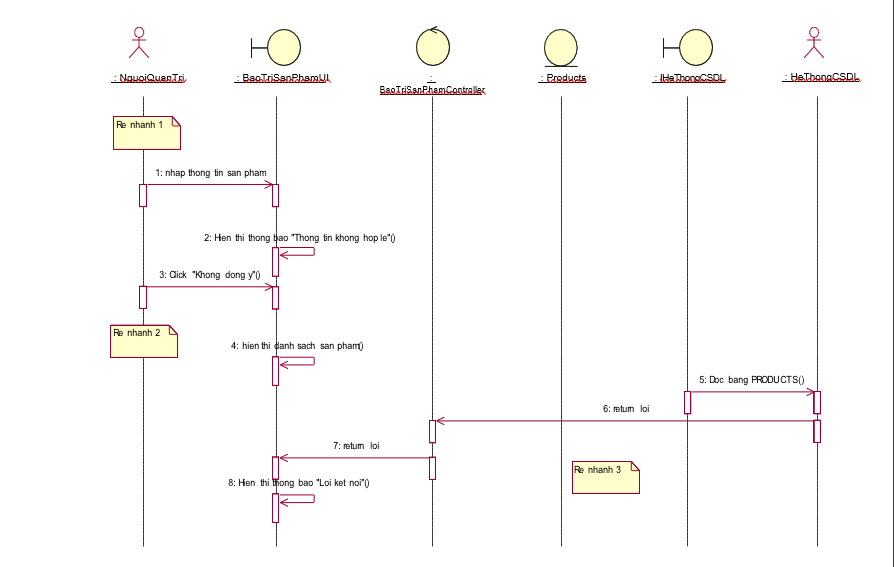 : NguoiQuanTri
: BaoTriSanPhamUI
:
BaoTriSanPhamController
: Products
: IHeThongCSDL
: HeThongCSDL
Re nhanh 1
1: nhap thong tin san pham
2: Hien thi thong bao "Thong tin khong hop le"()
3: Click "Khong dong y"()
Re nhanh 2
4: hien thi danh sach san pham()
5: Doc bang PRODUCTS()
6: return loi
7: return loi
Re nhanh 3
8: Hien thi thong bao "Loi ket noi"()